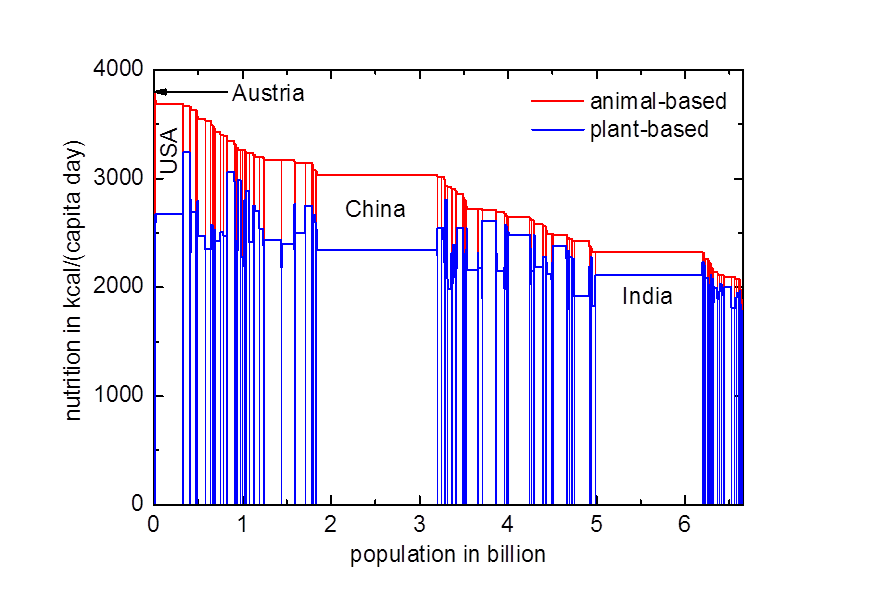 4000
3000
2000
1000
0
nutrition in kcal/(capita day)
Austria
USA
China
India
animal-based
plant-based
0 1 2 3 4 5 6
population in billion